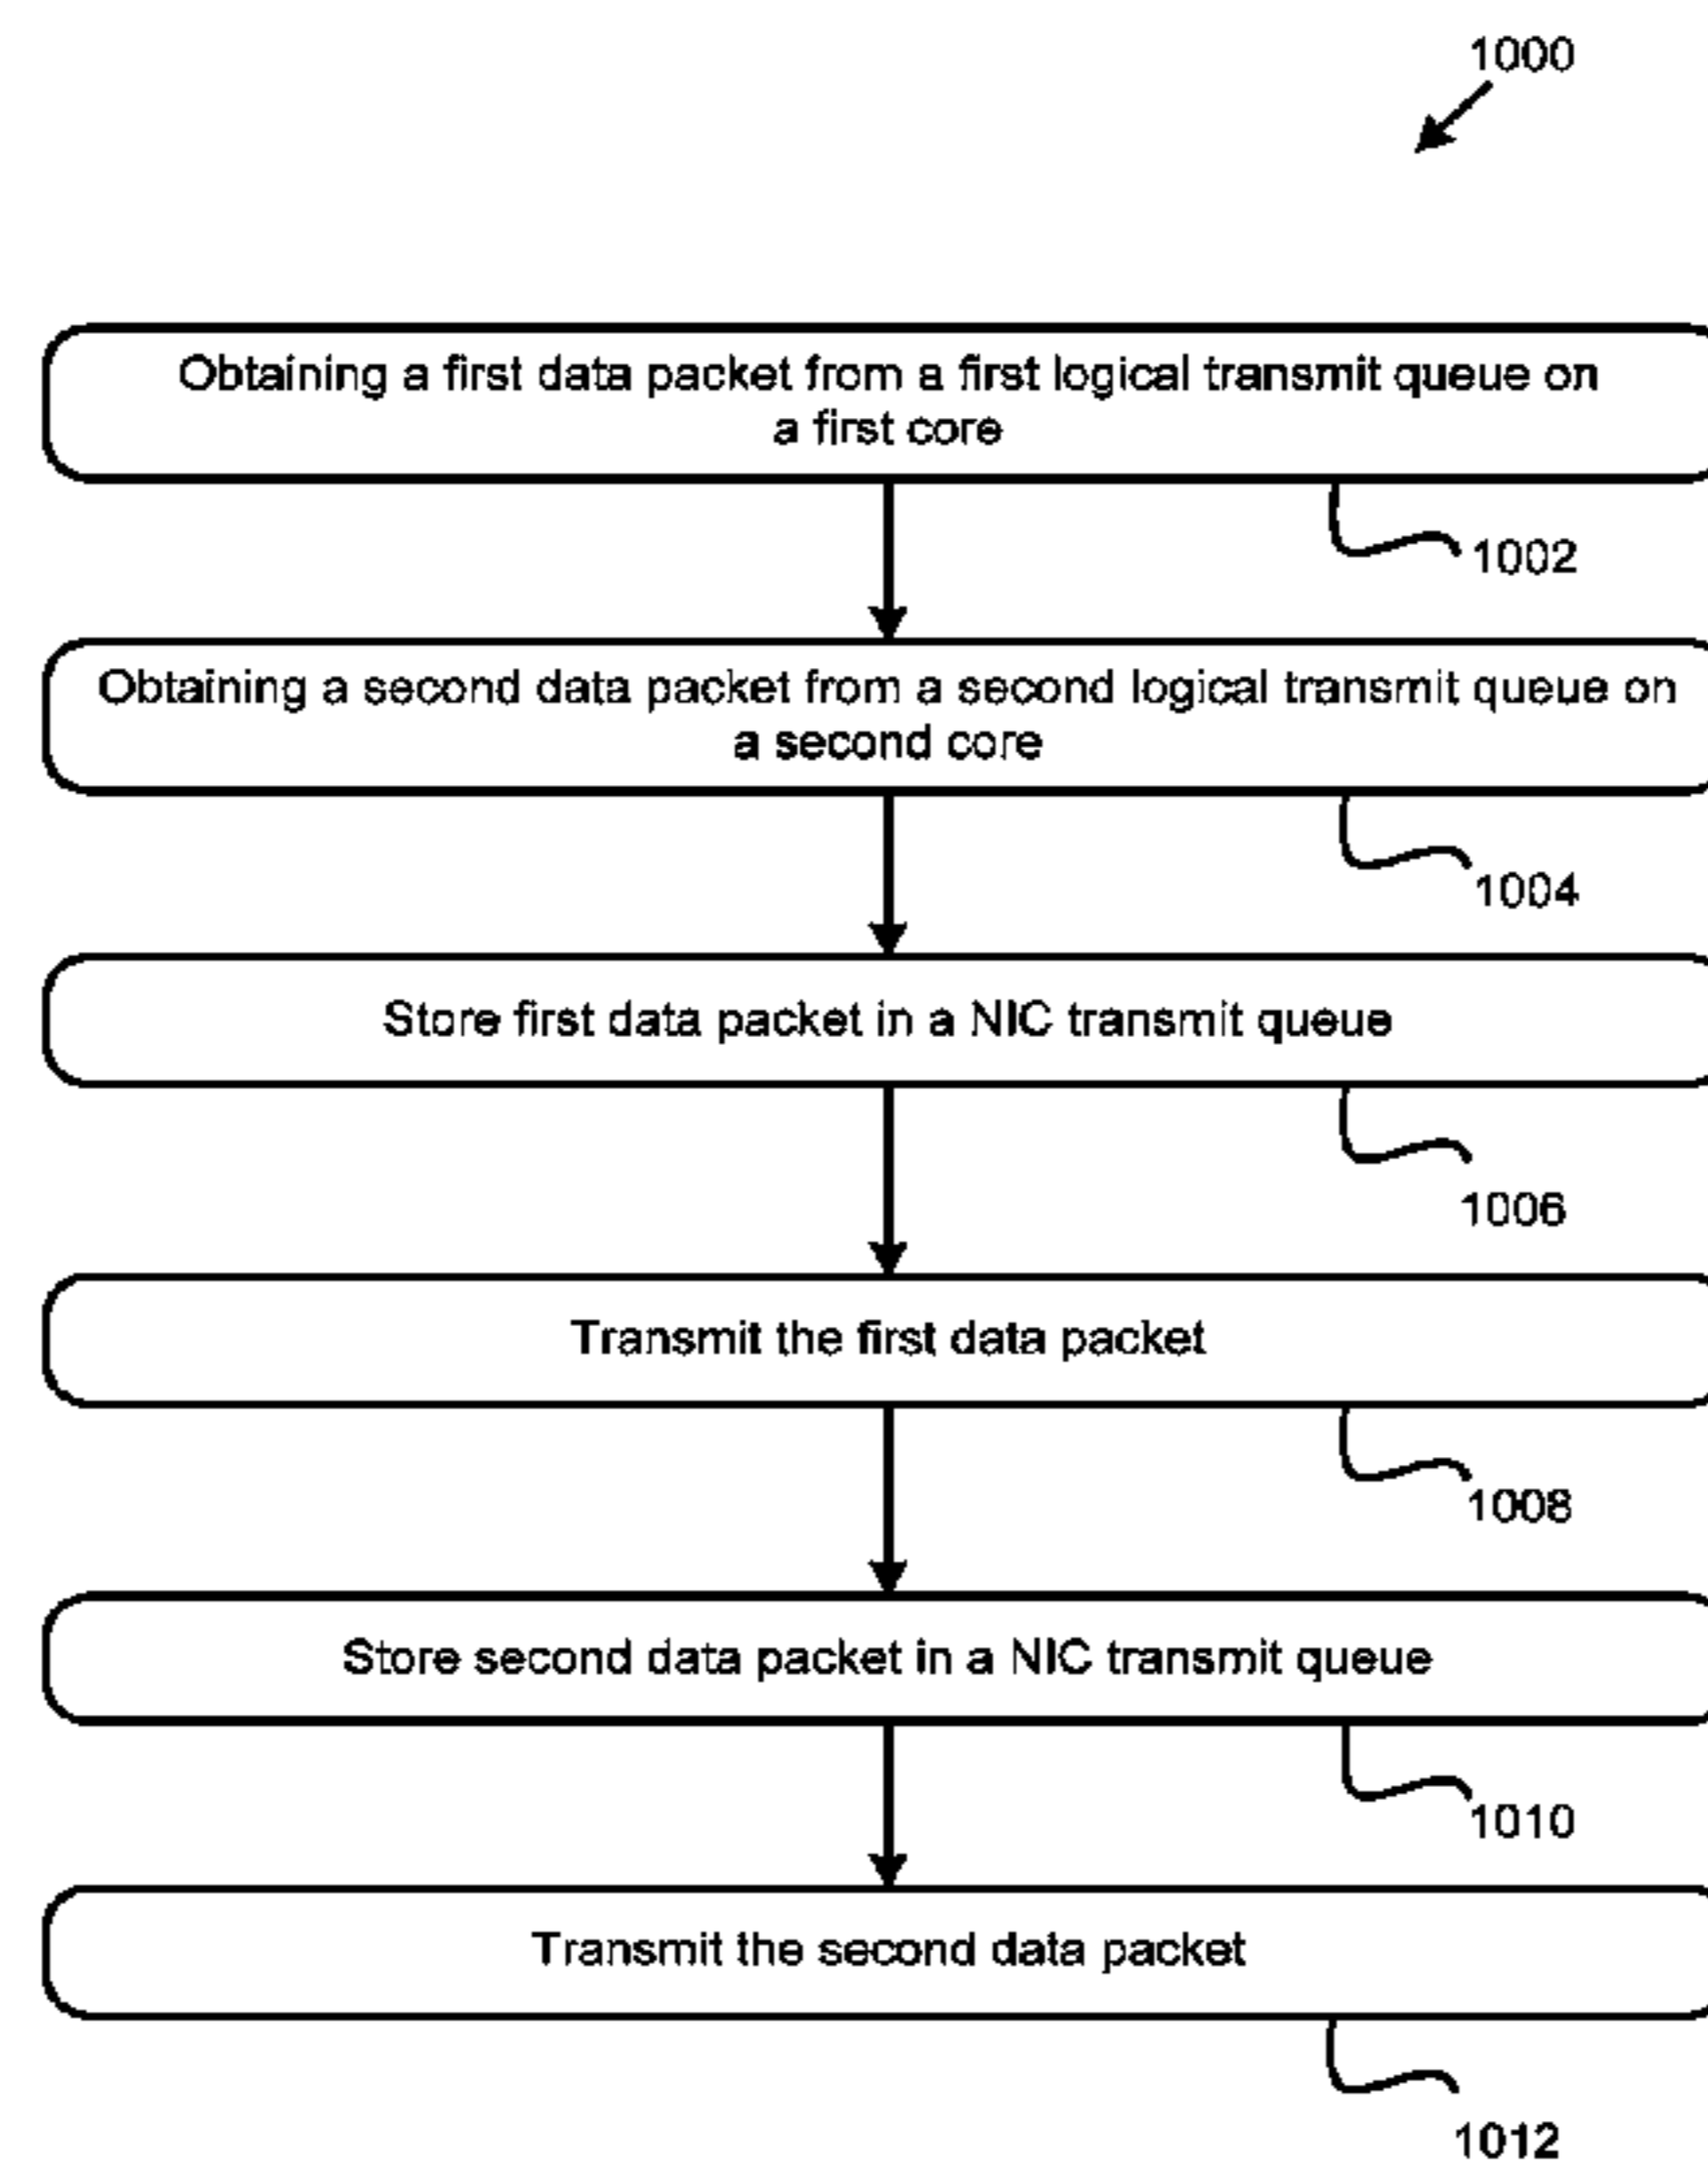 1000
Obtaining a first data packet from a first logical transmit queue on
a first core
1002
Obtaining a second data packet from a second logical transmit queue on
a second core
1004
Store first data packet in a NIC transmit queue
1006
Transmit the first data packet
1008
Store second data packet in a NIC transmit queue
1010
Transmit the second data packet
1012